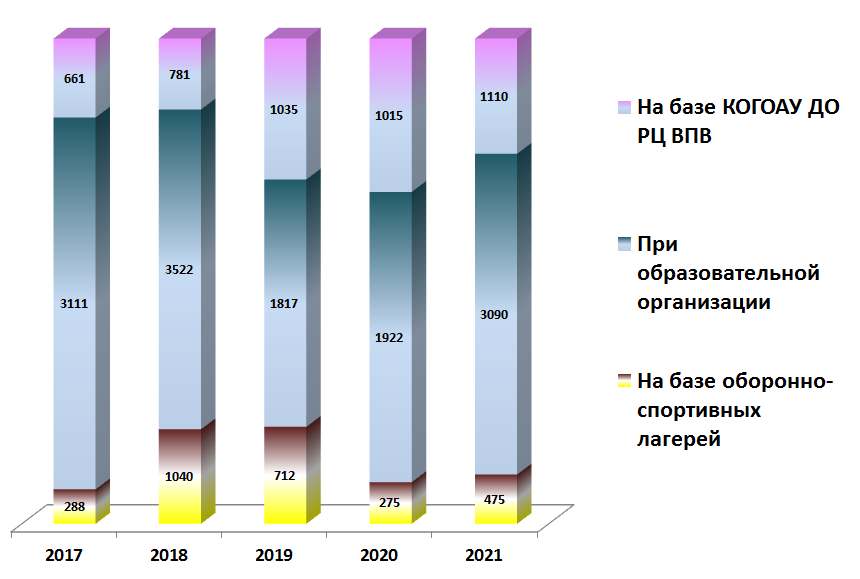 661
781
1035
1015
1110
3111
3522
1817
1922
3090
288
1040
712
275
475
2017
2018
2019
2020
2021
На базе КОГОАУ ДО
РЦ ВПВ
При
образовательной
организации
На базе оборонно-
спортивных
лагерей